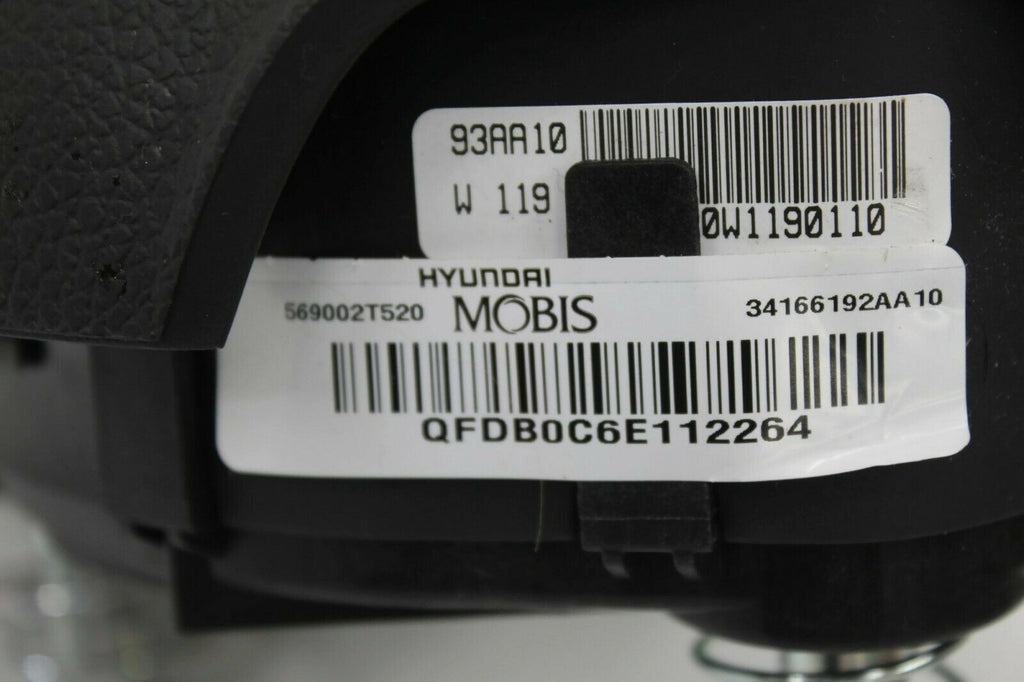 93AA10
W 119
0W1190110
HYUNDAI
569002T520 MOBIS 34166192AA10
QFDB0C6E112264